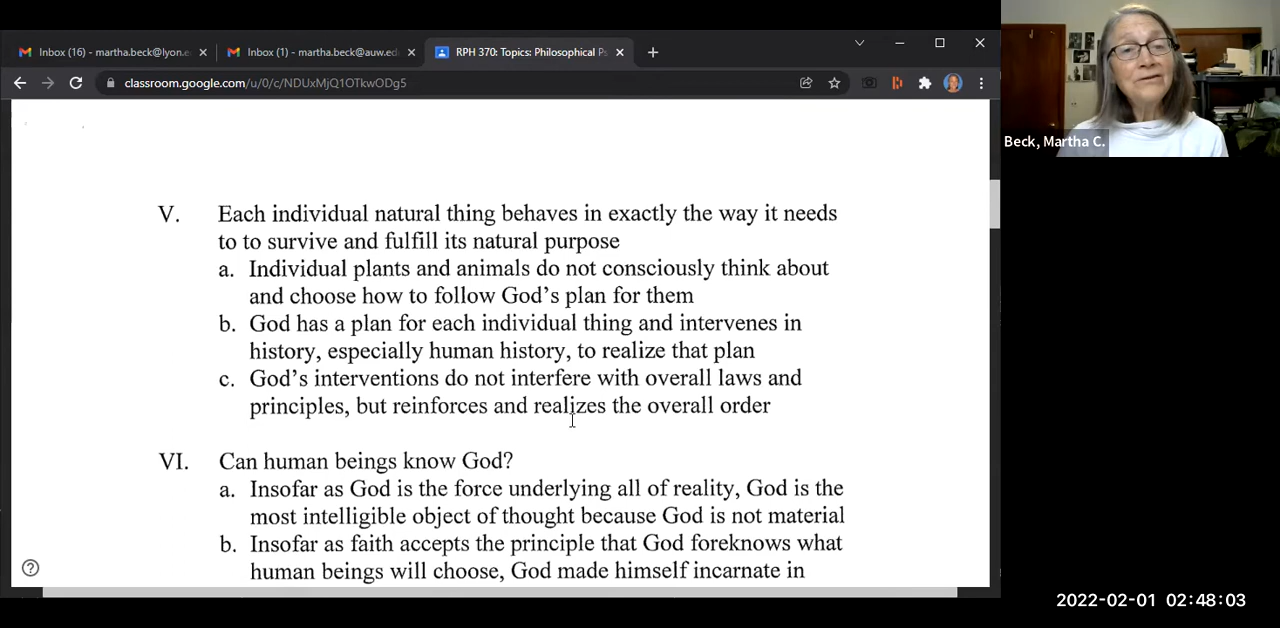 Inbox (16) - martha.beck@lyon.e
Inbox (1) - martha.beck@auw.ed
RPH 370: Topics: Philosophical Ps
classroom.google.com/u/0/c/NDUxMjQ1OTkwODg5
Beck, Martha C.
V. Each individual natural thing behaves in exactly the way it needs
to to survive and fulfill its natural purpose
a. Individual plants and animals do not consciously think about
and choose how to follow God's plan for them
b. God has a plan for each individual thing and intervenes in
history, especially human history, to realize that plan
c. God's interventions do not interfere with overall laws and
principles, but reinforces and realizes the overall order
VI. Can human beings know God?
a. Insofar as God is the force underlying all of reality, God is the
most intelligible object of thought because God is not material
b. Insofar as faith accepts the principle that God foreknows what
human beings will choose, God made himself incarnate in
2022-02-01 02:48:03